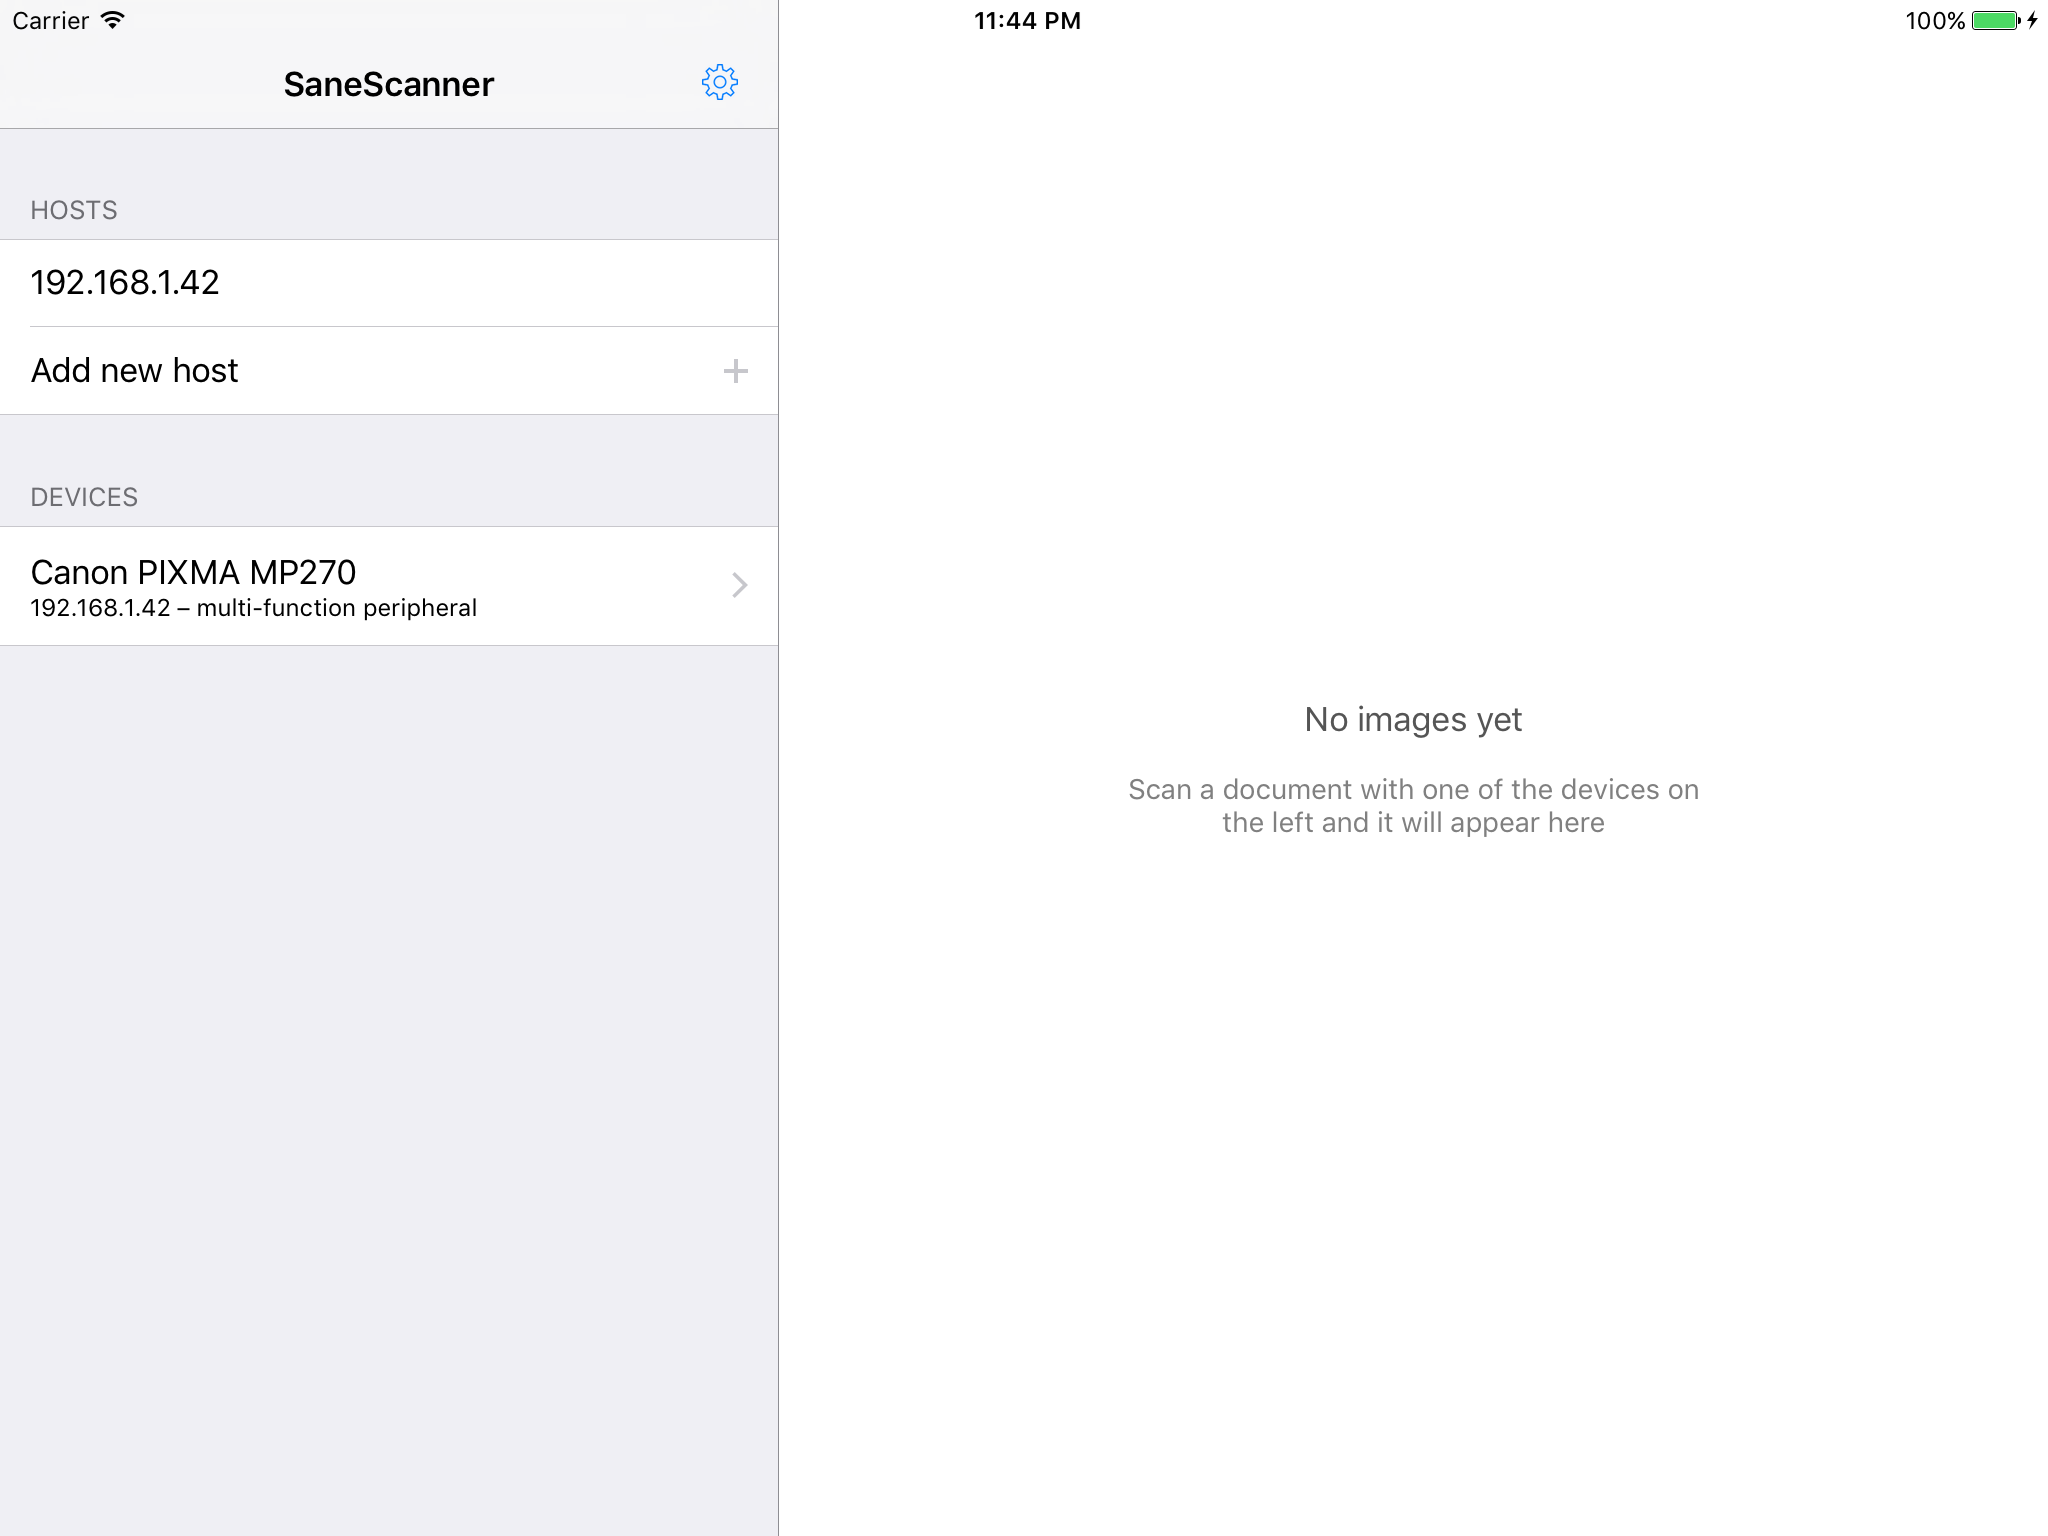 Carrier
11:44 PM
100%
SaneScanner
HOSTS
192.168.1.42
Add new host
DEVICES
Canon PIXMA MP270
192.168.1.42 – multi-function peripheral
No images yet
Scan a document with one of the devices on
the left and it will appear here